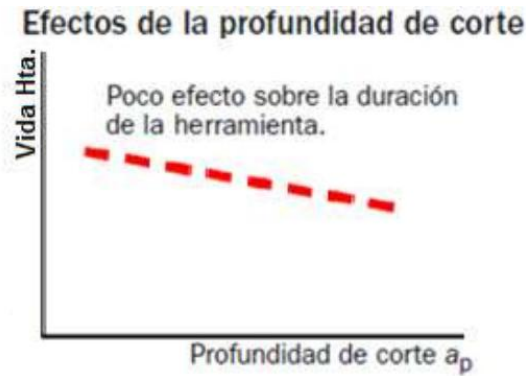 Efectos de la profundidad de corte
Vida Hta.
Poco efecto sobre la duración
de la herramienta.
Profundidad de corte ap